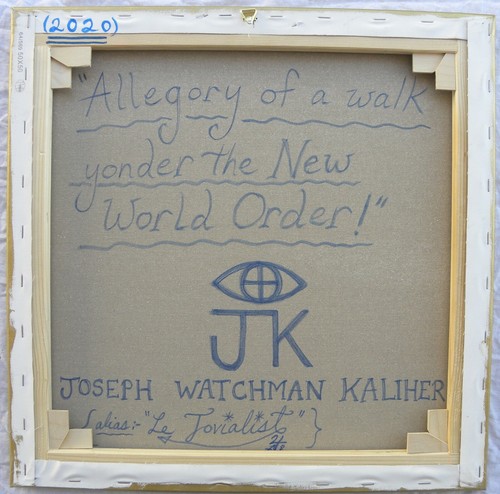 (2020)
"Allegory of a walk
yonder the New
World Order!"
JK
JOSEPH WATCHMAN KALIHER
{alias:- "Le Jovialist"}